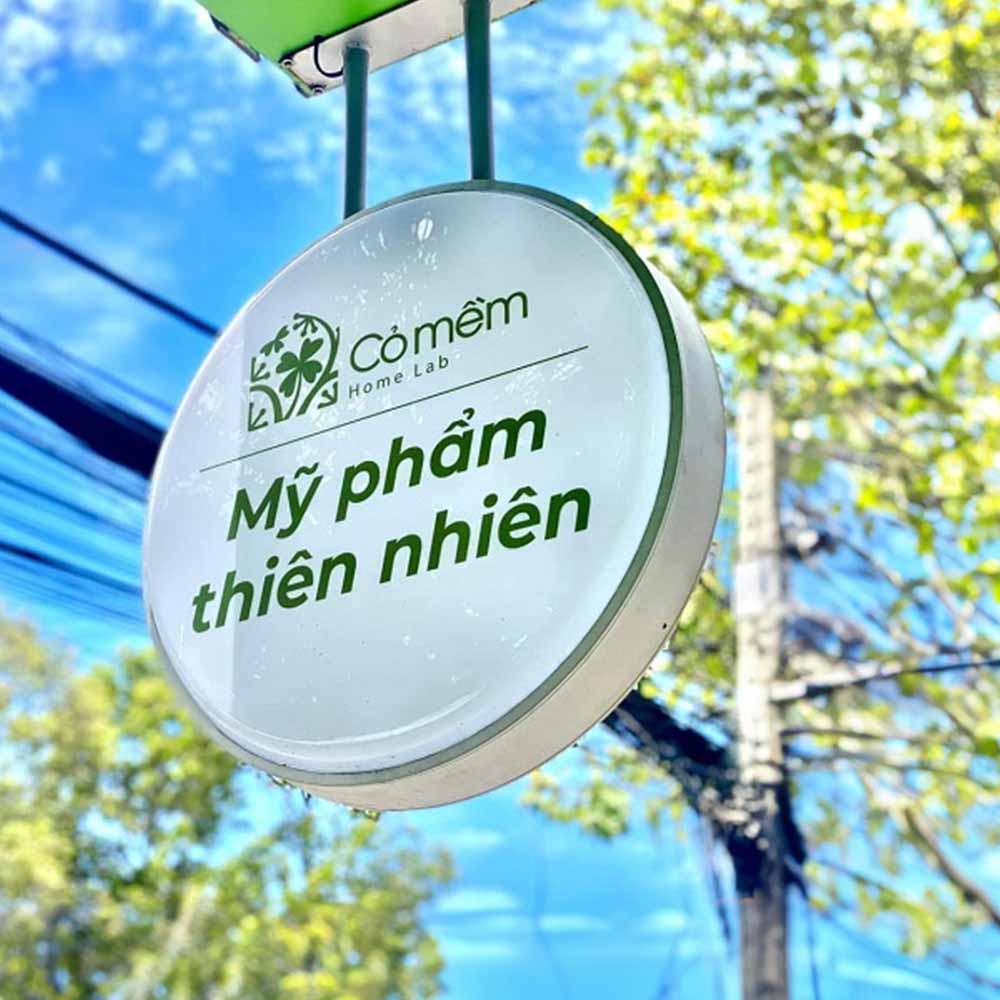 Cỏ mềm
Home Lab
Mỹ phẩm
thiên nhiên